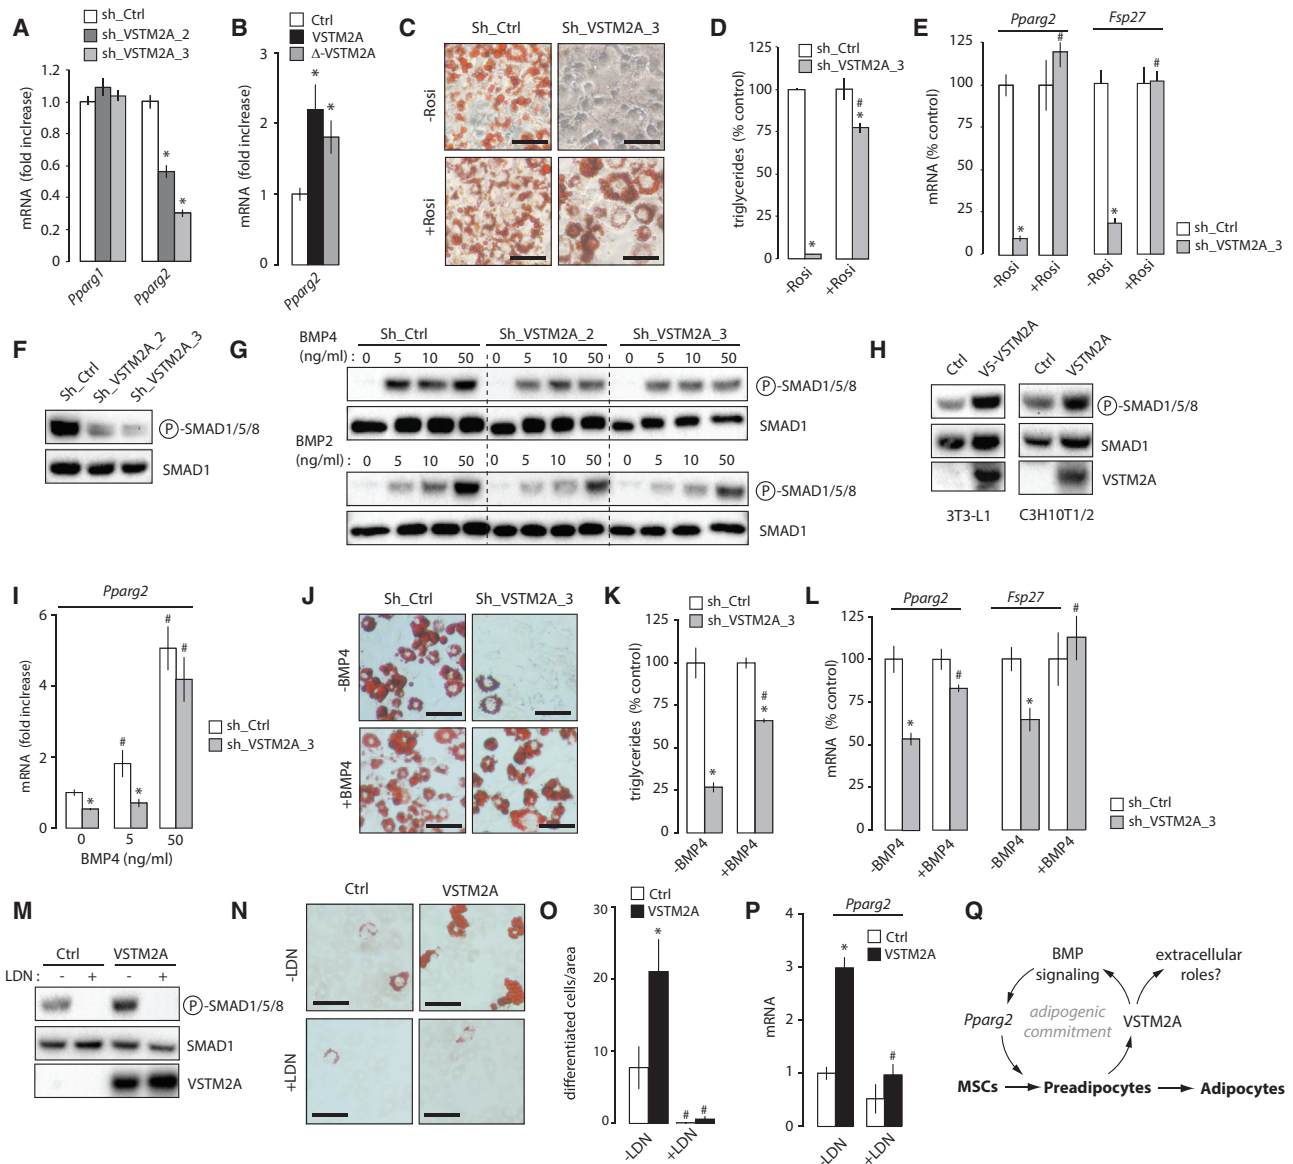 A
sh_Ctrl
sh_VSTM2A_2
sh_VSTM2A_3
mRNA (fold inclrease)
1.2
1.0
0.8
0.6
0.4
0.2
0
*
*
Pparg1
Pparg2
B
Ctrl
VSTM2A
Δ-VSTM2A
mRNA (fold increase)
3
2
1
0
*
*
Pparg2
C
Sh_Ctrl
Sh_VSTM2A_3
-Rosi
+Rosi
D
sh_Ctrl
sh_VSTM2A_3
triglycerides (% control)
125
100
75
50
25
0
*
#
*
-Rosi
+Rosi
E
Pparg2
Fsp27
mRNA (% control)
125
100
75
50
25
0
*
#
*
#
-Rosi
+Rosi
-Rosi
+Rosi
sh_Ctrl
sh_VSTM2A_3
F
Sh_Ctrl
Sh_VSTM2A_2
Sh_VSTM2A_3
P-SMAD1/5/8
SMAD1
G
BMP4
(ng/ml) :
Sh_Ctrl
Sh_VSTM2A_2
Sh_VSTM2A_3
0 5 10 50 0 5 10 50 0 5 10 50
P-SMAD1/5/8
SMAD1
BMP2
(ng/ml) :
0 5 10 50 0 5 10 50 0 5 10 50
P-SMAD1/5/8
SMAD1
H
Ctrl
V5-VSTM2A
Ctrl
VSTM2A
P-SMAD1/5/8
SMAD1
VSTM2A
3T3-L1
C3H10T1/2
I
Pparg2
mRNA (fold increase)
6
4
2
0
*
#
*
#
#
0
5
50
BMP4 (ng/ml)
sh_Ctrl
sh_VSTM2A_3
J
Sh_Ctrl
Sh_VSTM2A_3
-BMP4
+BMP4
K
sh_Ctrl
sh_VSTM2A_3
triglycerides (% control)
125
100
75
50
25
0
*
#
*
-BMP4
+BMP4
L
Pparg2
Fsp27
mRNA (% control)
125
100
75
50
25
0
*
#
*
#
-BMP4
+BMP4
-BMP4
+BMP4
sh_Ctrl
sh_VSTM2A_3
M
Ctrl
VSTM2A
LDN : - + - +
P-SMAD1/5/8
SMAD1
VSTM2A
N
Ctrl
VSTM2A
-LDN
+LDN
O
Ctrl
VSTM2A
differentiated cells/area
30
20
10
0
*
#
#
-LDN
+LDN
P
Pparg2
Ctrl
VSTM2A
mRNA
4
3
2
1
0
*
#
-LDN
+LDN
Q
BMP
signaling
extracellular
roles?
Pparg2
adipogenic
commitment
VSTM2A
MSCs
Preadipocytes
Adipocytes